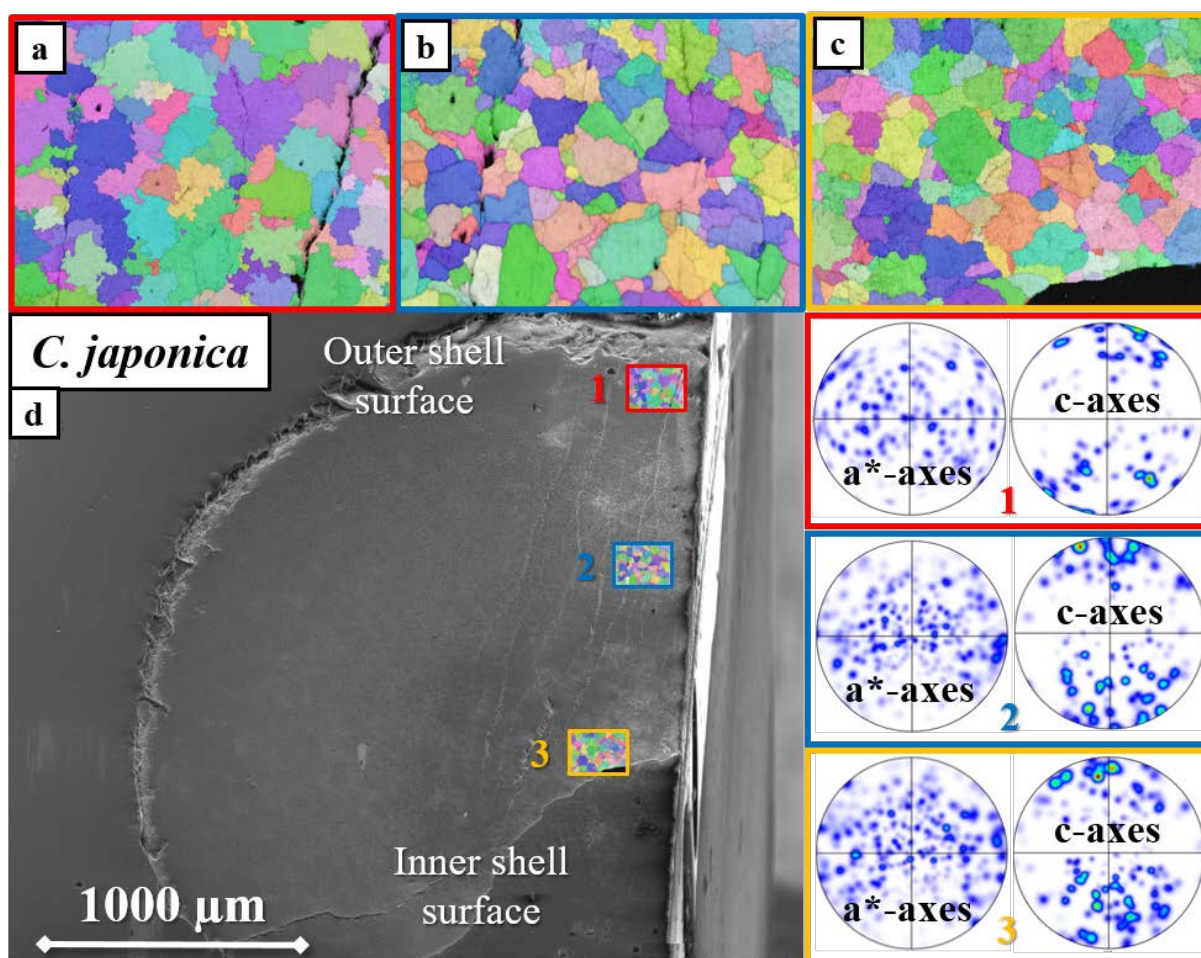 a
b
c
C. japonica
d
Outer shell
surface
1
2
3
Inner shell
surface
1000 µm
a*-axes
c-axes
1
a*-axes
c-axes
2
a*-axes
c-axes
3